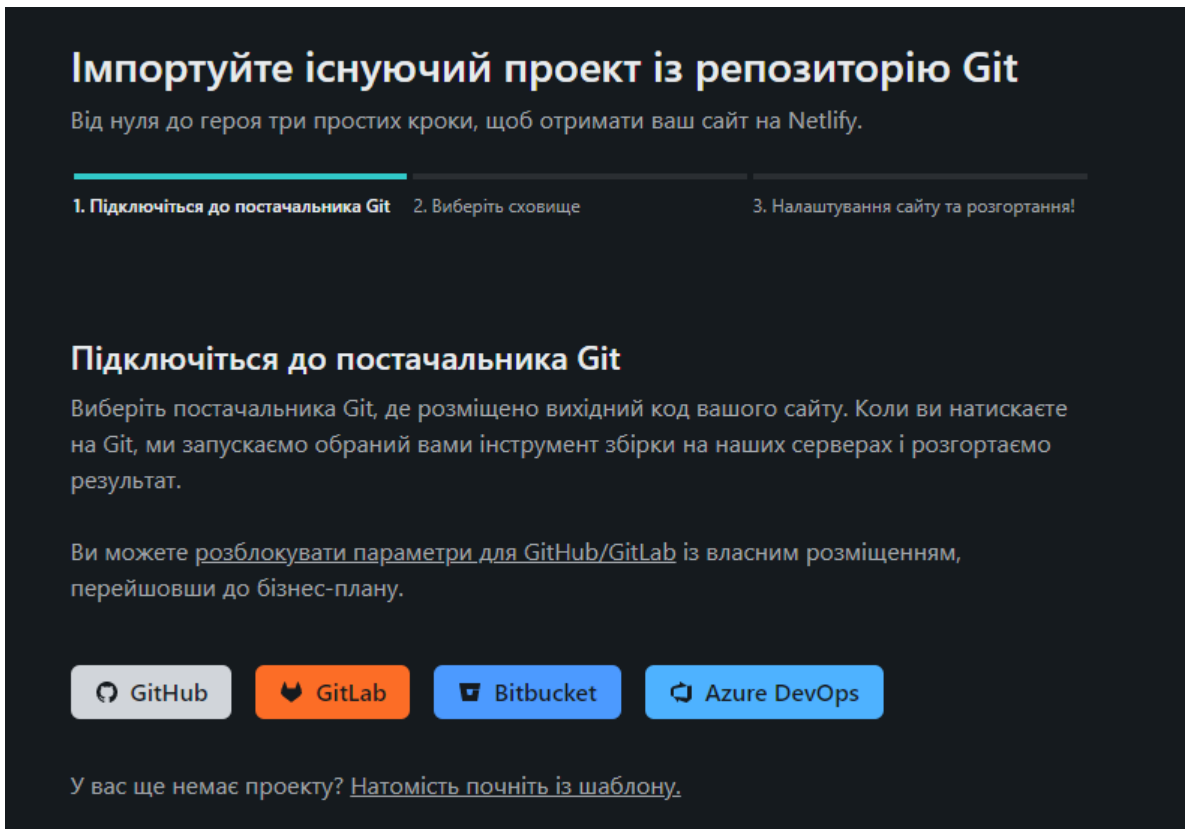 Імпортуйте існуючий проект із репозиторію Git
Від нуля до героя три простих кроки, щоб отримати ваш сайт на Netlify.
1. Підключіться до постачальника Git
2. Виберіть сховище
3. Налаштування сайту та розгортання!
Підключіться до постачальника Git
Виберіть постачальника Git, де розміщено вихідний код вашого сайту. Коли ви натискаєте
на Git, ми запускаємо обраний вами інструмент збірки на наших серверах і розгортаємо
результат.
Ви можете розблокувати параметри для GitHub/GitLab із власним розміщенням,
перейшовши до бізнес-плану.
GitHub
GitLab
Bitbucket
Azure DevOps
У вас ще немає проекту? Натомість почніть із шаблону.